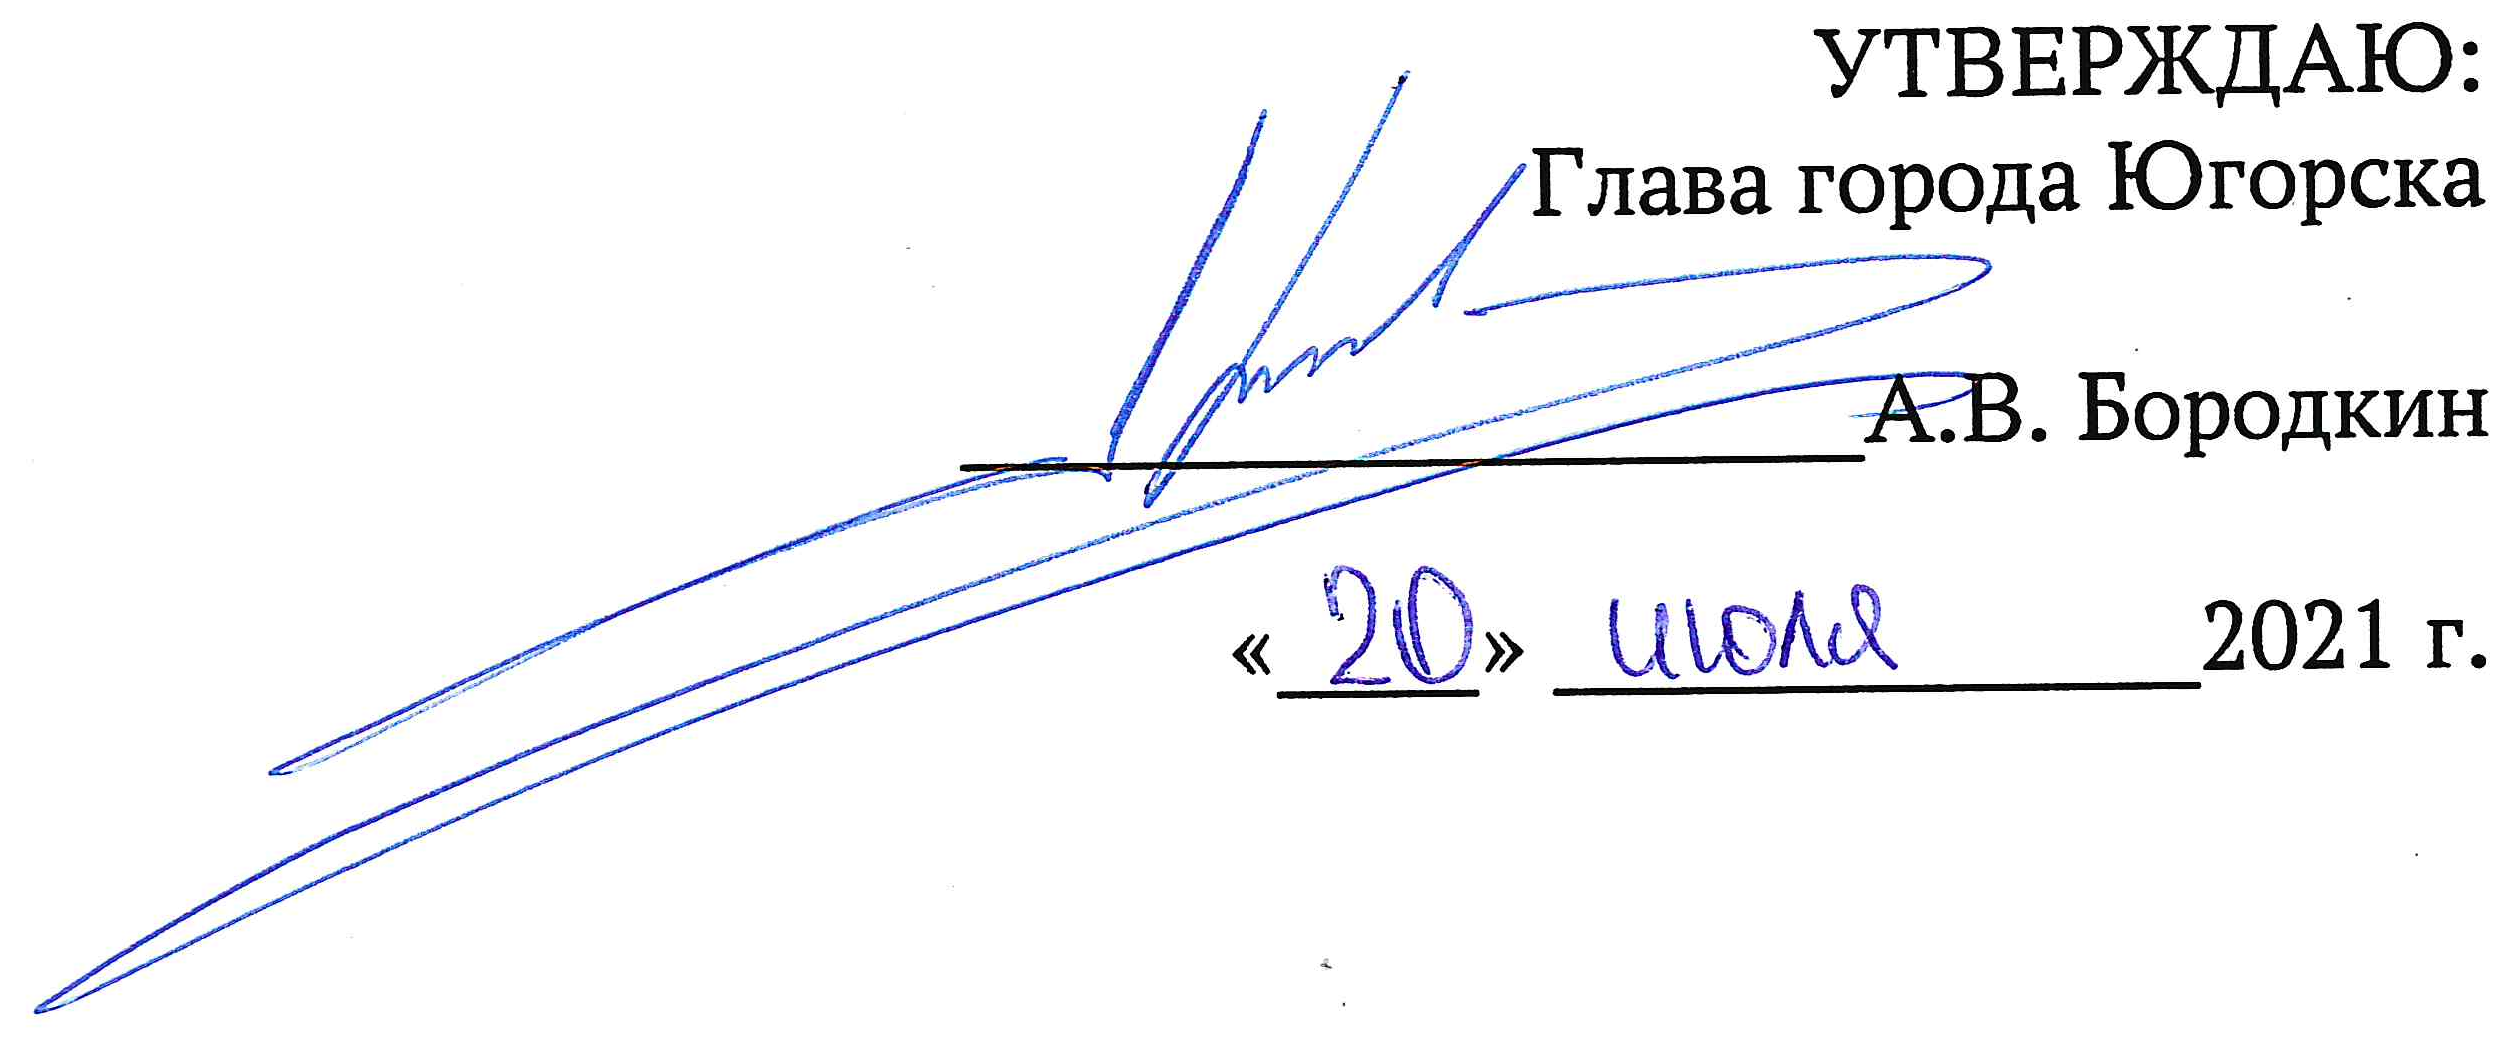 УТВЕРЖДАЮ:
Глава города Югорска
А.В. Бородкин
« 20 » июля 2021 г.